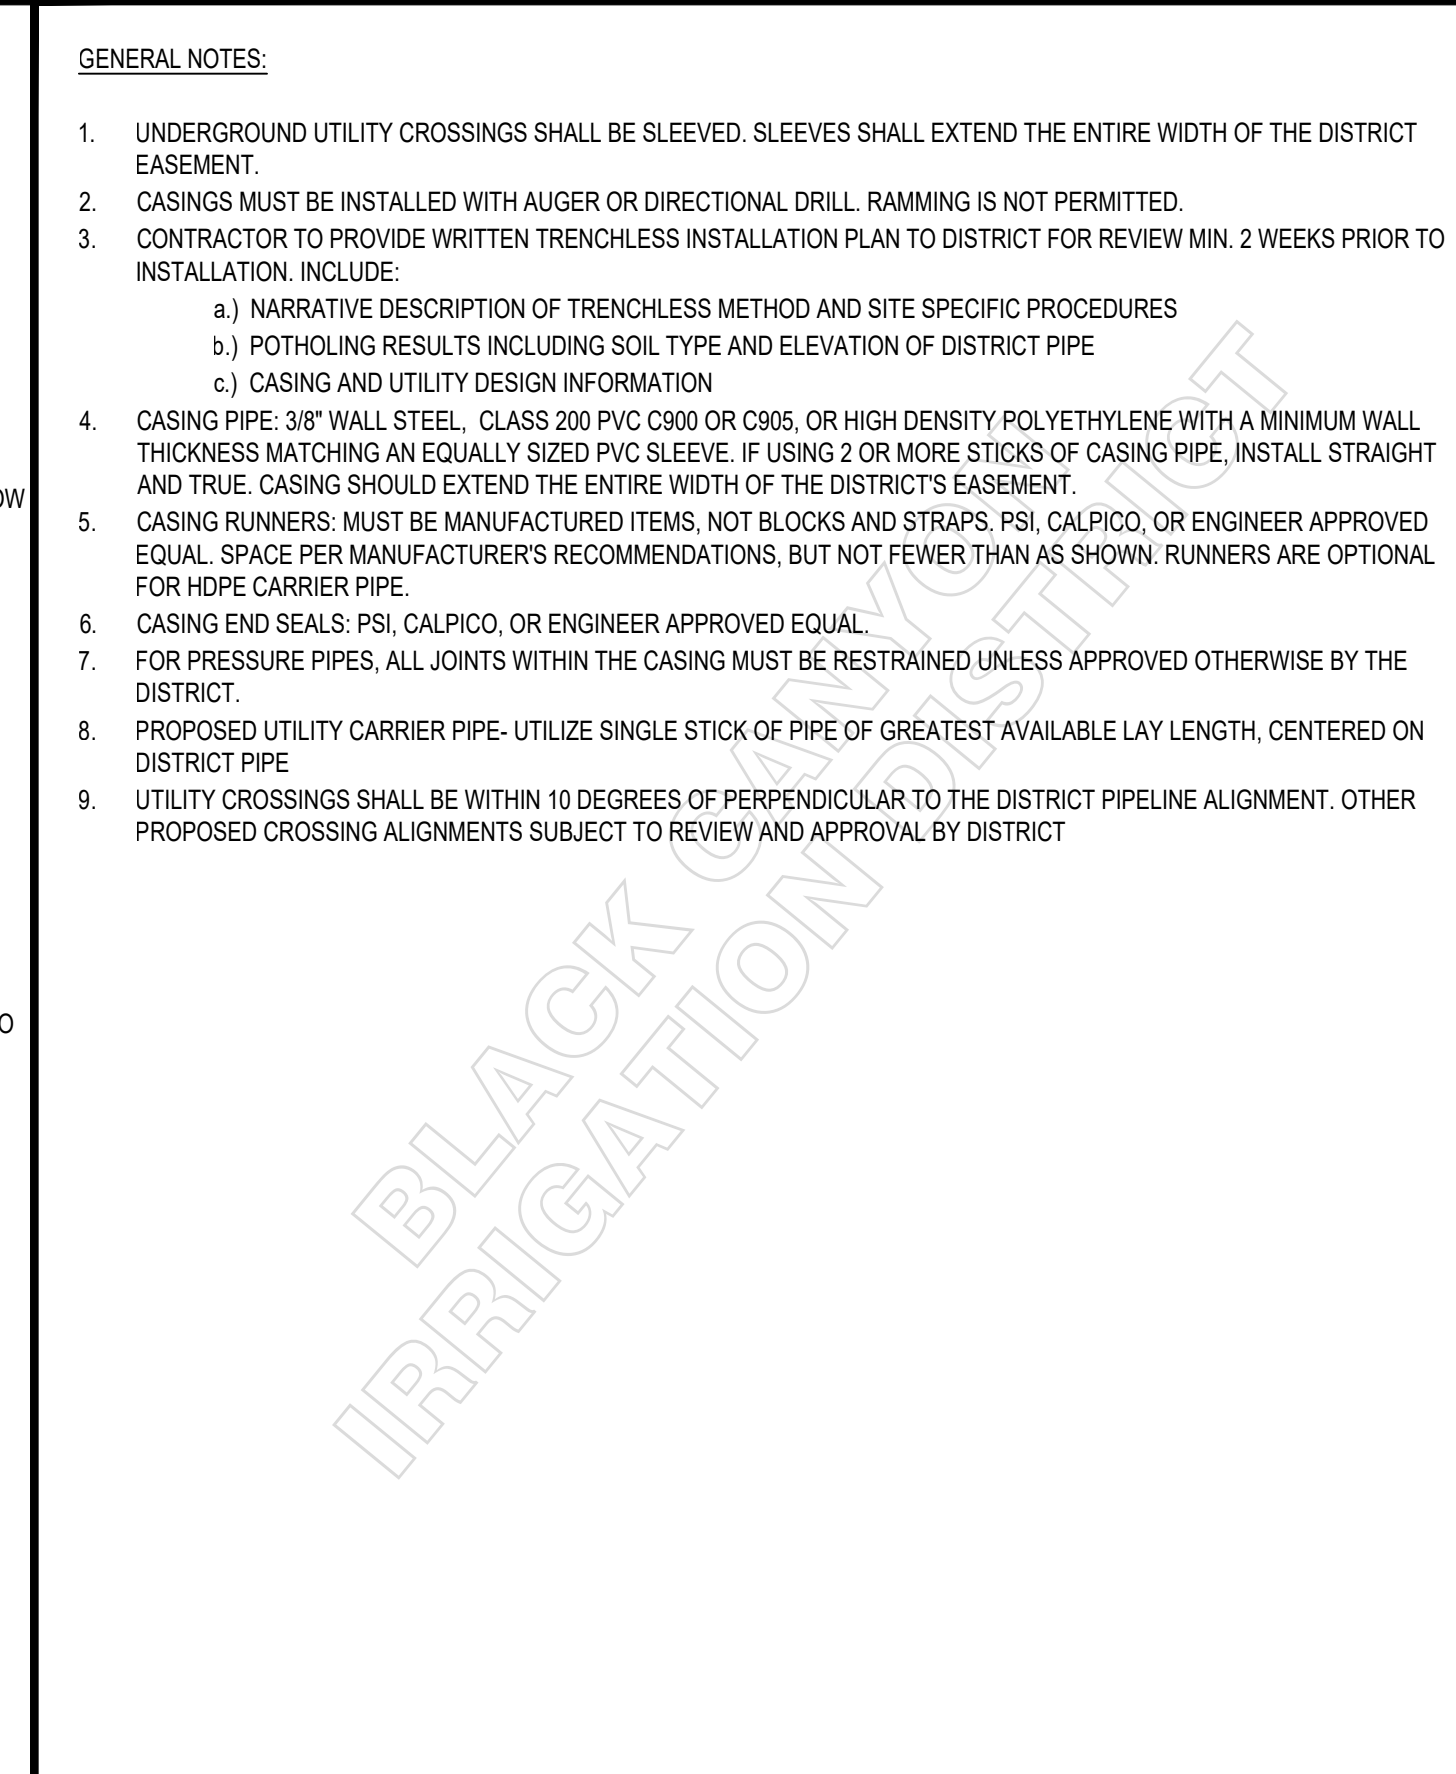 GENERAL NOTES:
1. UNDERGROUND UTILITY CROSSINGS SHALL BE SLEEVED. SLEEVES SHALL EXTEND THE ENTIRE WIDTH OF THE DISTRICT
EASEMENT.
2. CASINGS MUST BE INSTALLED WITH AUGER OR DIRECTIONAL DRILL. RAMMING IS NOT PERMITTED.
3. CONTRACTOR TO PROVIDE WRITTEN TRENCHLESS INSTALLATION PLAN TO DISTRICT FOR REVIEW MIN. 2 WEEKS PRIOR TO
INSTALLATION. INCLUDE:
a.) NARRATIVE DESCRIPTION OF TRENCHLESS METHOD AND SITE SPECIFIC PROCEDURES
b.) POTHOLING RESULTS INCLUDING SOIL TYPE AND ELEVATION OF DISTRICT PIPE
c.) CASING AND UTILITY DESIGN INFORMATION
4. CASING PIPE: 3/8" WALL STEEL, CLASS 200 PVC C900 OR C905, OR HIGH DENSITY POLYETHYLENE WITH A MINIMUM WALL
THICKNESS MATCHING AN EQUALLY SIZED PVC SLEEVE. IF USING 2 OR MORE STICKS OF CASING PIPE, INSTALL STRAIGHT
AND TRUE. CASING SHOULD EXTEND THE ENTIRE WIDTH OF THE DISTRICT'S EASEMENT.
5. CASING RUNNERS: MUST BE MANUFACTURED ITEMS, NOT BLOCKS AND STRAPS. PSI, CALPICO, OR ENGINEER APPROVED
EQUAL. SPACE PER MANUFACTURER'S RECOMMENDATIONS, BUT NOT FEWER THAN AS SHOWN. RUNNERS ARE OPTIONAL
FOR HDPE CARRIER PIPE.
6. CASING END SEALS: PSI, CALPICO, OR ENGINEER APPROVED EQUAL.
7. FOR PRESSURE PIPES, ALL JOINTS WITHIN THE CASING MUST BE RESTRAINED UNLESS APPROVED OTHERWISE BY THE
DISTRICT.
8. PROPOSED UTILITY CARRIER PIPE- UTILIZE SINGLE STICK OF PIPE OF GREATEST AVAILABLE LAY LENGTH, CENTERED ON
DISTRICT PIPE
9. UTILITY CROSSINGS SHALL BE WITHIN 10 DEGREES OF PERPENDICULAR TO THE DISTRICT PIPELINE ALIGNMENT. OTHER
PROPOSED CROSSING ALIGNMENTS SUBJECT TO REVIEW AND APPROVAL BY DISTRICT
BLACK CANYON
IRRIGATION DISTRICT